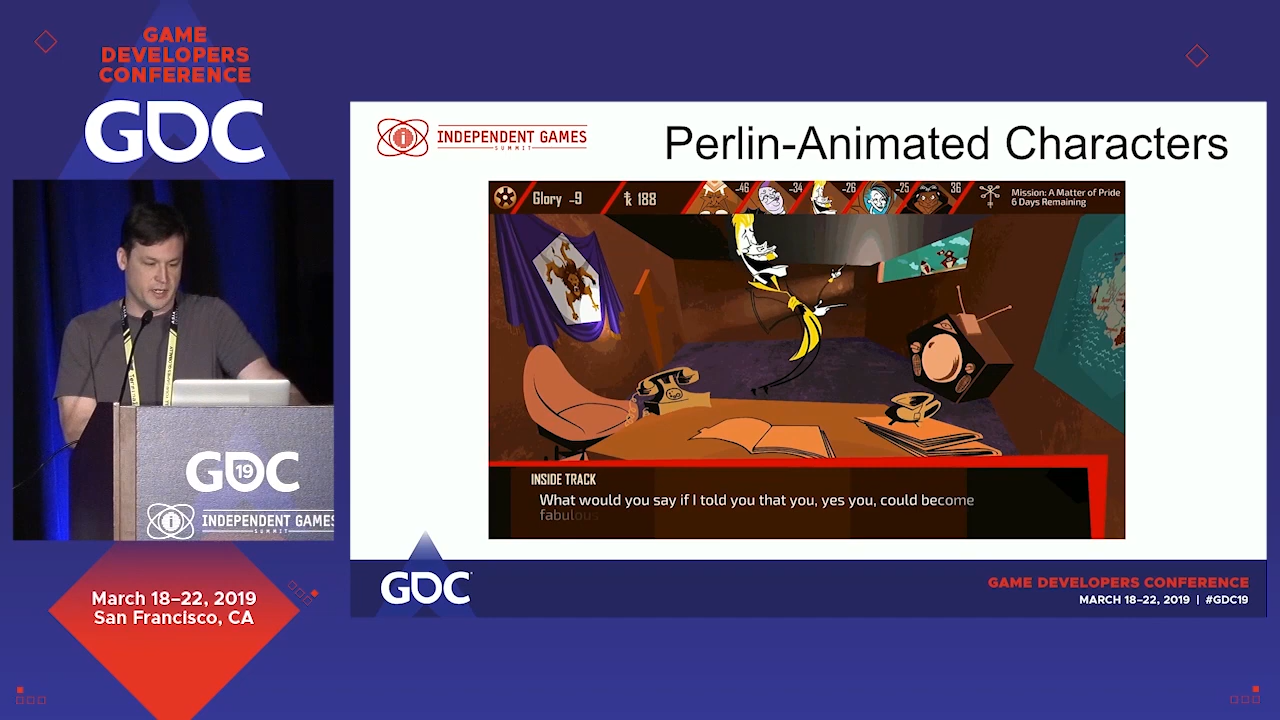 GAME
DEVELOPERS
CONFERENCE
GDC
March 18–22, 2019
San Francisco, CA
GDC 19
INDEPENDENT GAMES
SUMMIT
INDEPENDENT GAMES
SUMMIT
Perlin-Animated Characters
Glory -9
188
-46
-34
-26
-25
36
Mission: A Matter of Pride
6 Days Remaining
INSIDE TRACK
What would you say if I told you that you, yes you, could become
fabulous
GDC
GAME DEVELOPERS CONFERENCE
MARCH 18–22, 2019 | #GDC19